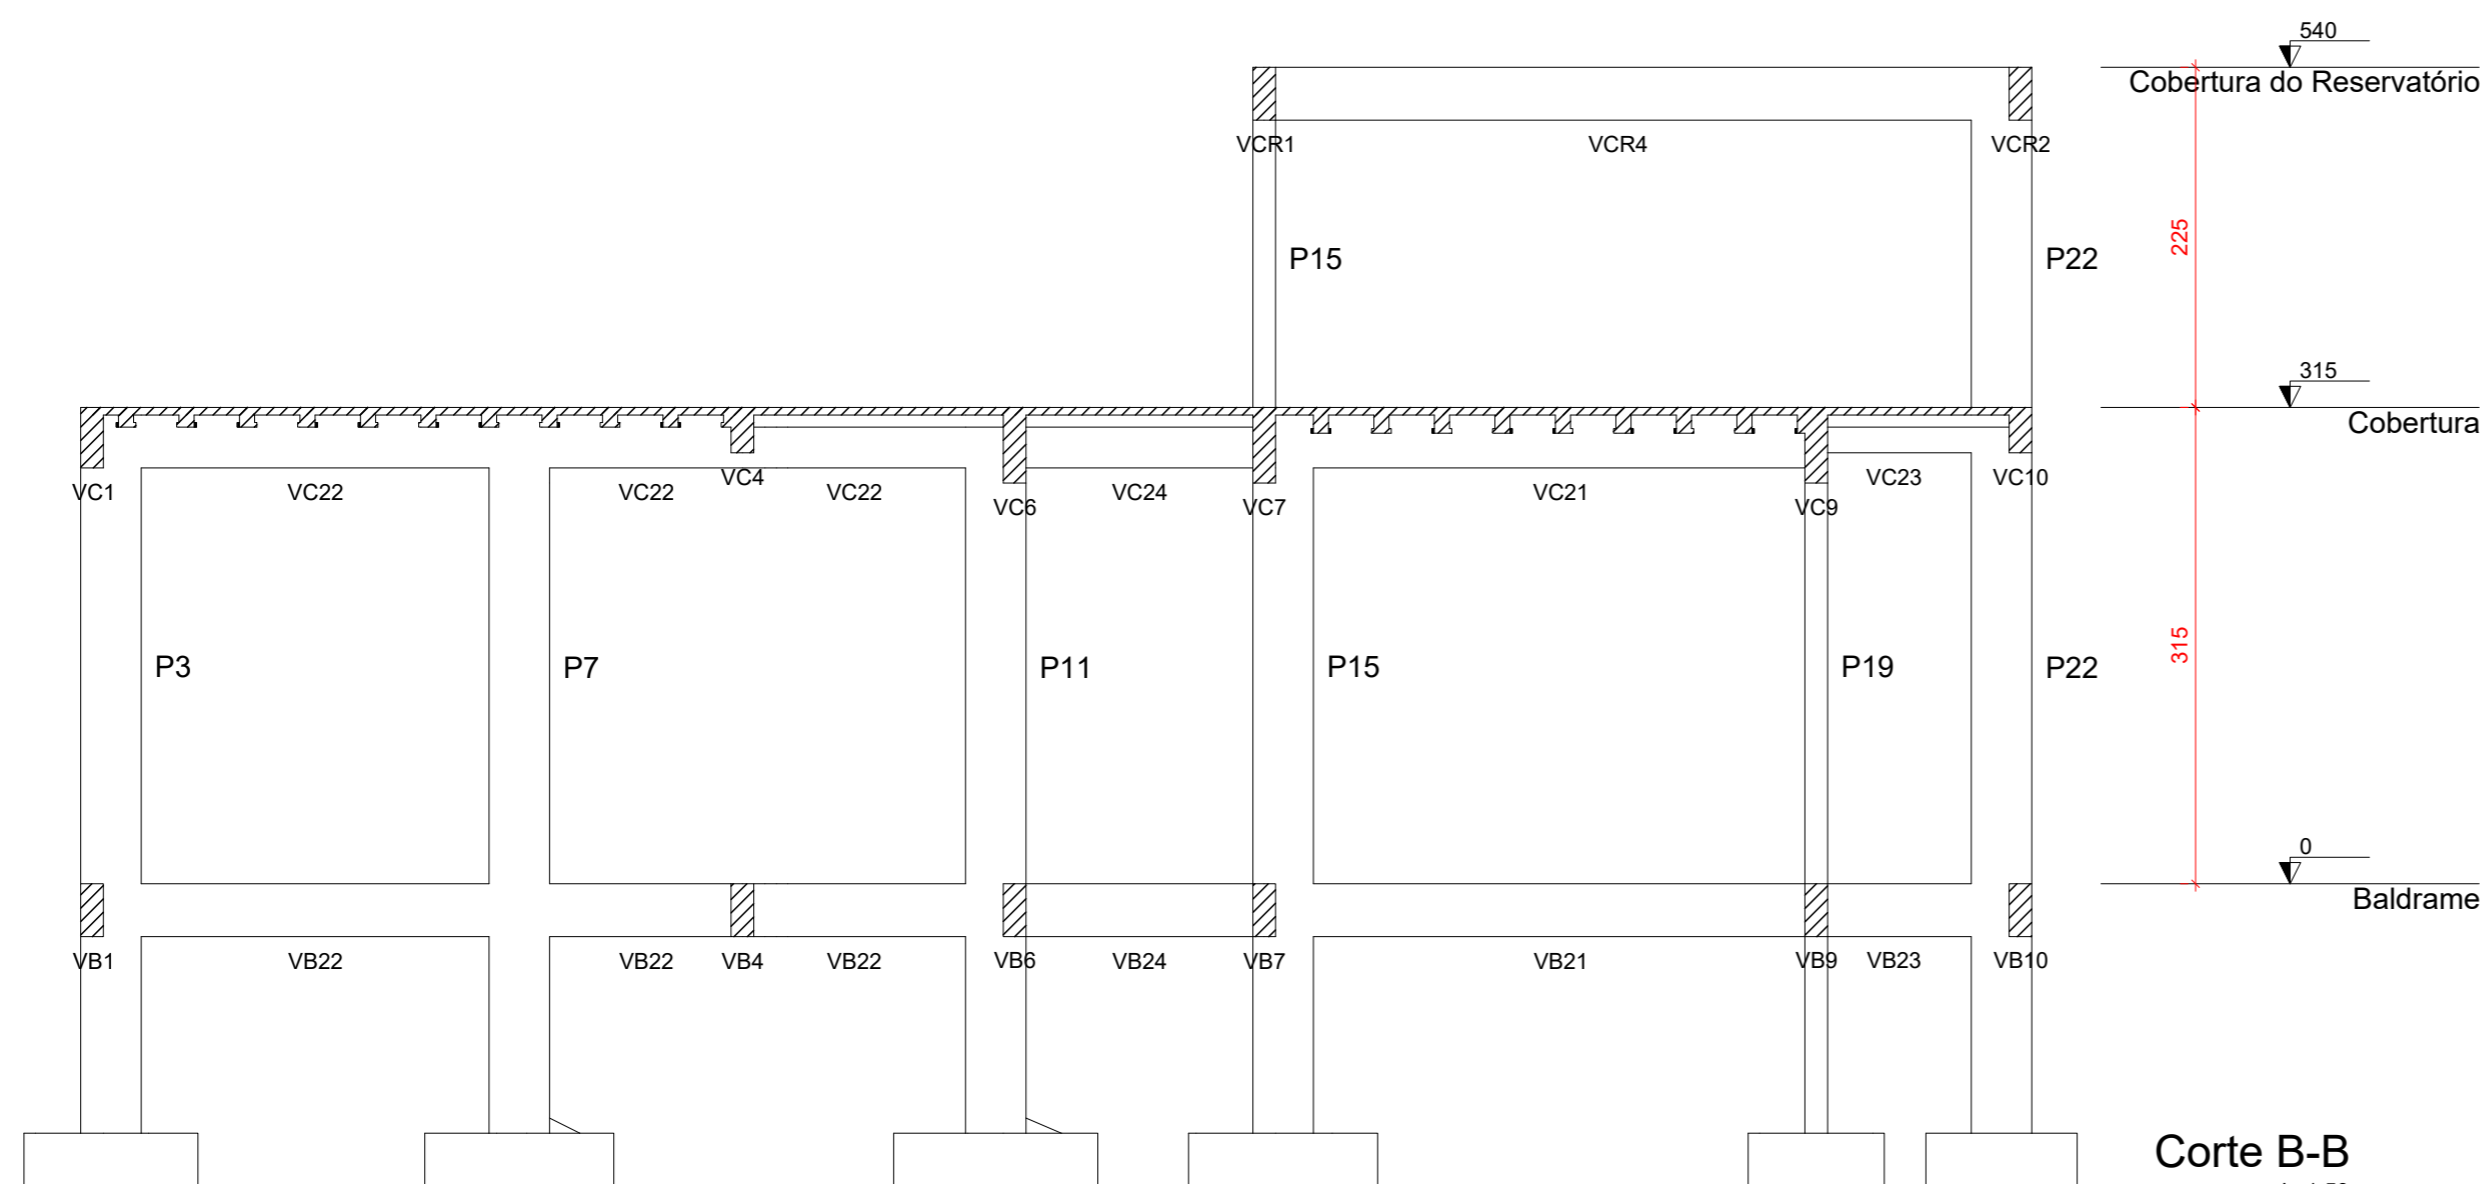 540
Cobertura do Reservatório
VCR1
VCR4
VCR2
225
P15
P22
315
Cobertura
VC1
VC22
VC22
VC4
VC22
VC6
VC24
VC7
VC21
VC9
VC23
VC10
315
P3
P7
P11
P15
P19
P22
0
Baldrame
VB1
VB22
VB22
VB4
VB22
VB6
VB24
VB7
VB21
VB9
VB23
VB10
Corte B-B